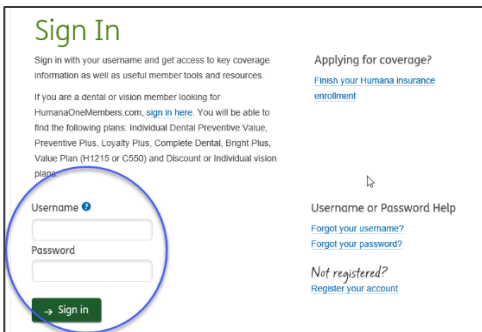 Sign In
Sign in with your username and get access to key coverage
information as well as useful member tools and resources.
If you are a dental or vision member looking for
HumanaOneMembers.com, sign in here. You will be able to
find the following plans: Individual Dental Preventive Value,
Preventive Plus, Loyalty Plus, Complete Dental, Bright Plus,
Value Plan (H1215 or C550) and Discount or Individual vision
plans.
Username ?
Password
→ Sign in
Applying for coverage?
Finish your Humana insurance
enrollment
Username or Password Help
Forgot your username?
Forgot your password?
Not registered?
Register your account